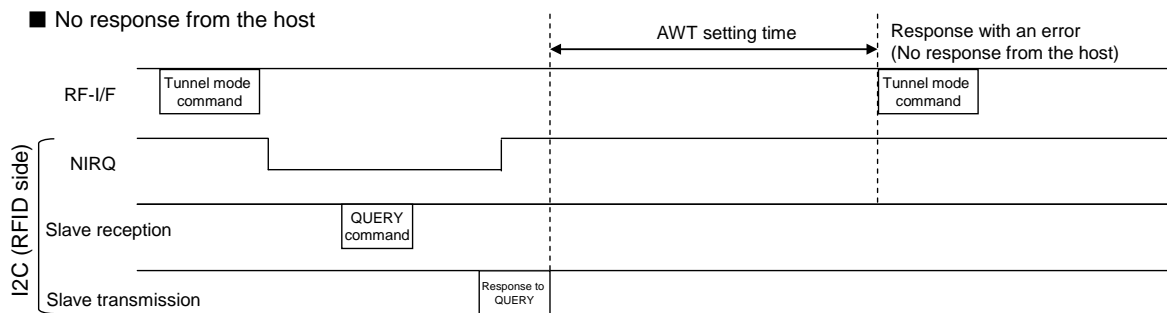 ■ No response from the host
AWT setting time
Response with an error
(No response from the host)
RF-I/F
Tunnel mode
command
Tunnel mode
command
I2C (RFID side)
NIRQ
Slave reception
QUERY
command
Slave transmission
Response to
QUERY